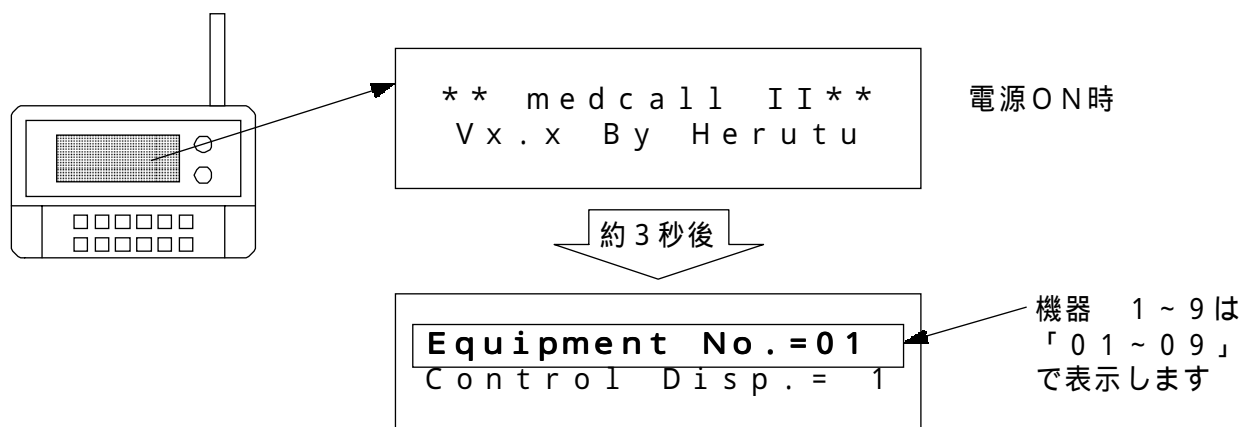 ** medcall II**
Vx.x By Herutu
電源ON時
約3秒後
Equipment No.=01
Control Disp.= 1
機器 1~9は
「01~09」
で表示します